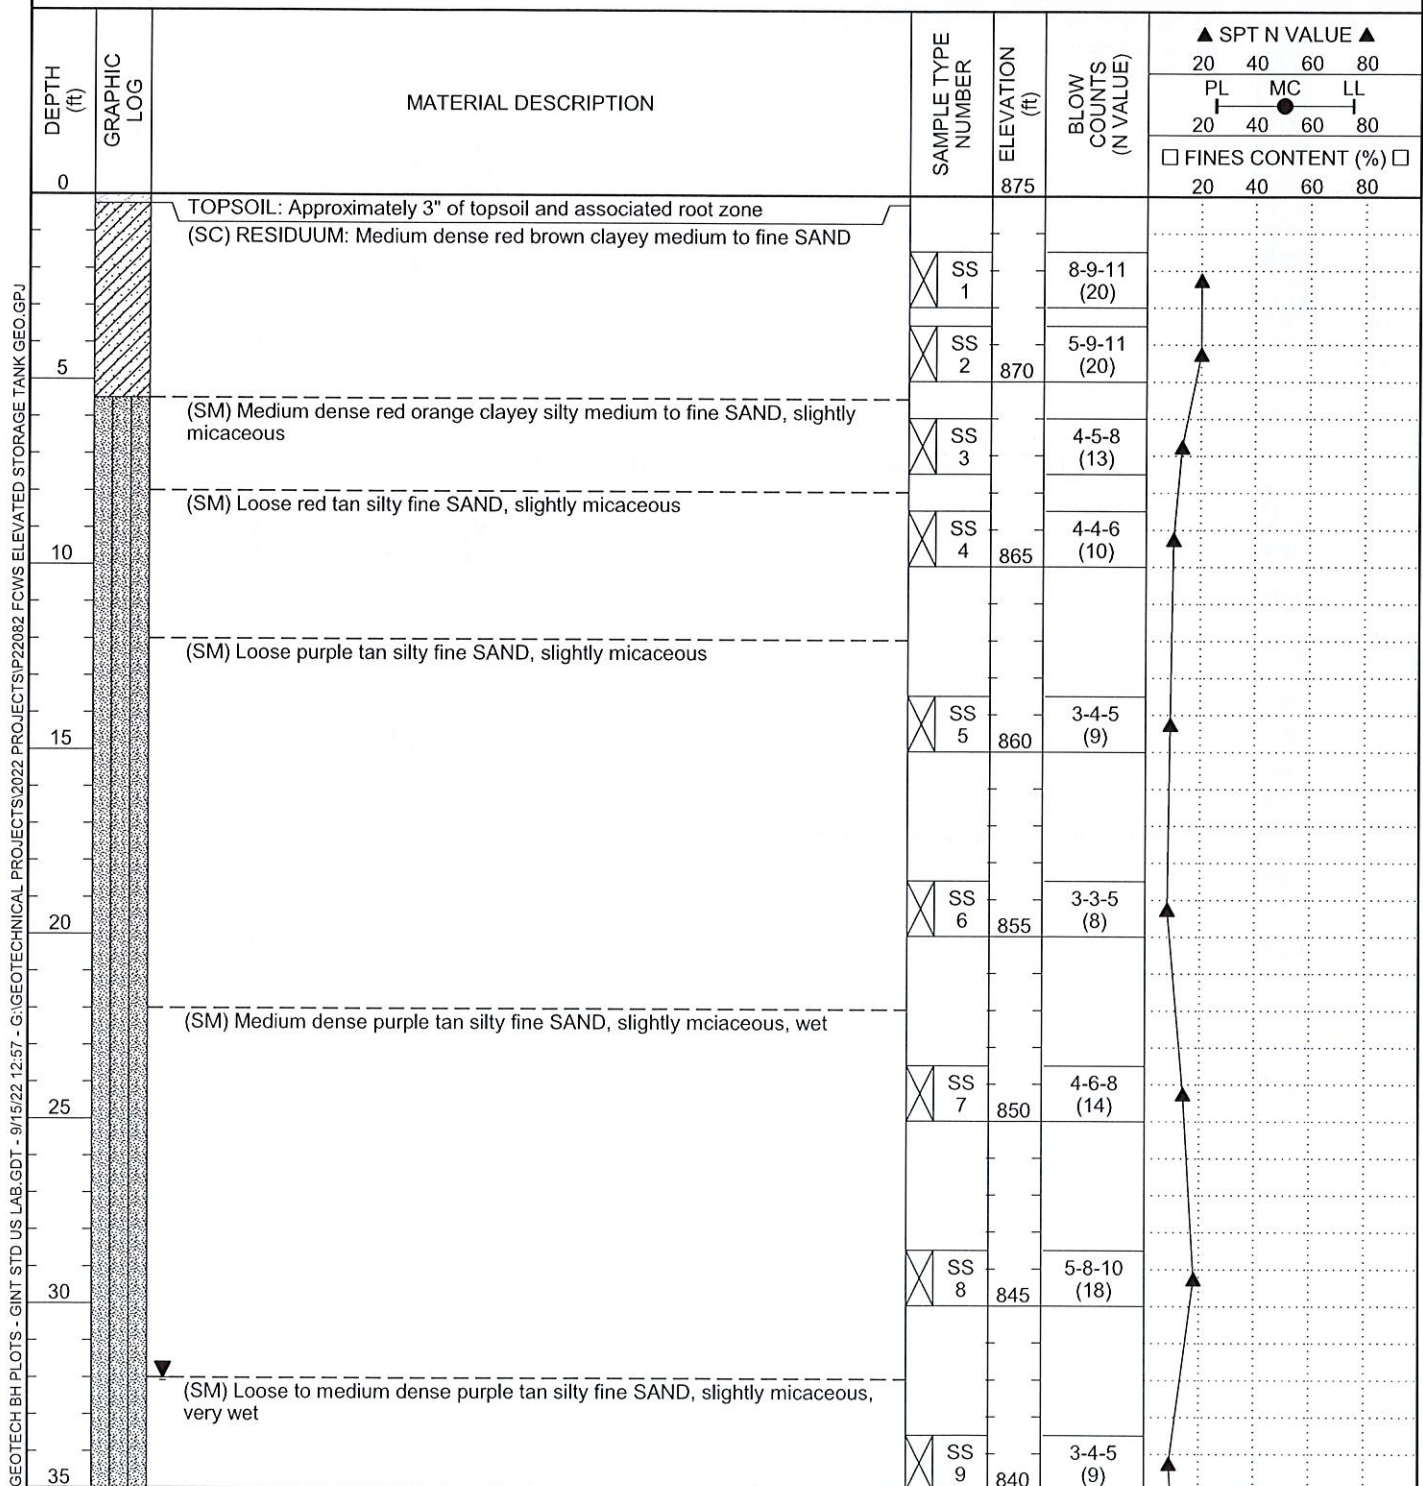 DEPTH (ft)
GRAPHIC LOG
MATERIAL DESCRIPTION
SAMPLE TYPE NUMBER
ELEVATION (ft)
BLOW COUNTS (N VALUE)
▲ SPT N VALUE ▲
20 40 60 80
PL MC LL
20 40 60 80
□ FINES CONTENT (%) □
20 40 60 80
0
875
TOPSOIL: Approximately 3" of topsoil and associated root zone
(SC) RESIDUUM: Medium dense red brown clayey medium to fine SAND
SS 1
8-9-11 (20)
SS 2
5-9-11 (20)
5
870
(SM) Medium dense red orange clayey silty medium to fine SAND, slightly
micaceous
SS 3
4-5-8 (13)
(SM) Loose red tan silty fine SAND, slightly micaceous
SS 4
4-4-6 (10)
10
865
(SM) Loose purple tan silty fine SAND, slightly micaceous
SS 5
3-4-5 (9)
15
860
SS 6
3-3-5 (8)
20
855
(SM) Medium dense purple tan silty fine SAND, slightly mciaceous, wet
SS 7
4-6-8 (14)
25
850
SS 8
5-8-10 (18)
30
845
(SM) Loose to medium dense purple tan silty fine SAND, slightly micaceous,
very wet
SS 9
3-4-5 (9)
35
840
GEOTECH BH PLOTS - GINT STD US LAB.GDT - 9/15/22 12:57 - G:\GEOTECHNICAL PROJECTS\2022 PROJECTS\P22082 FCWS ELEVATED STORAGE TANK GEO.GPJ